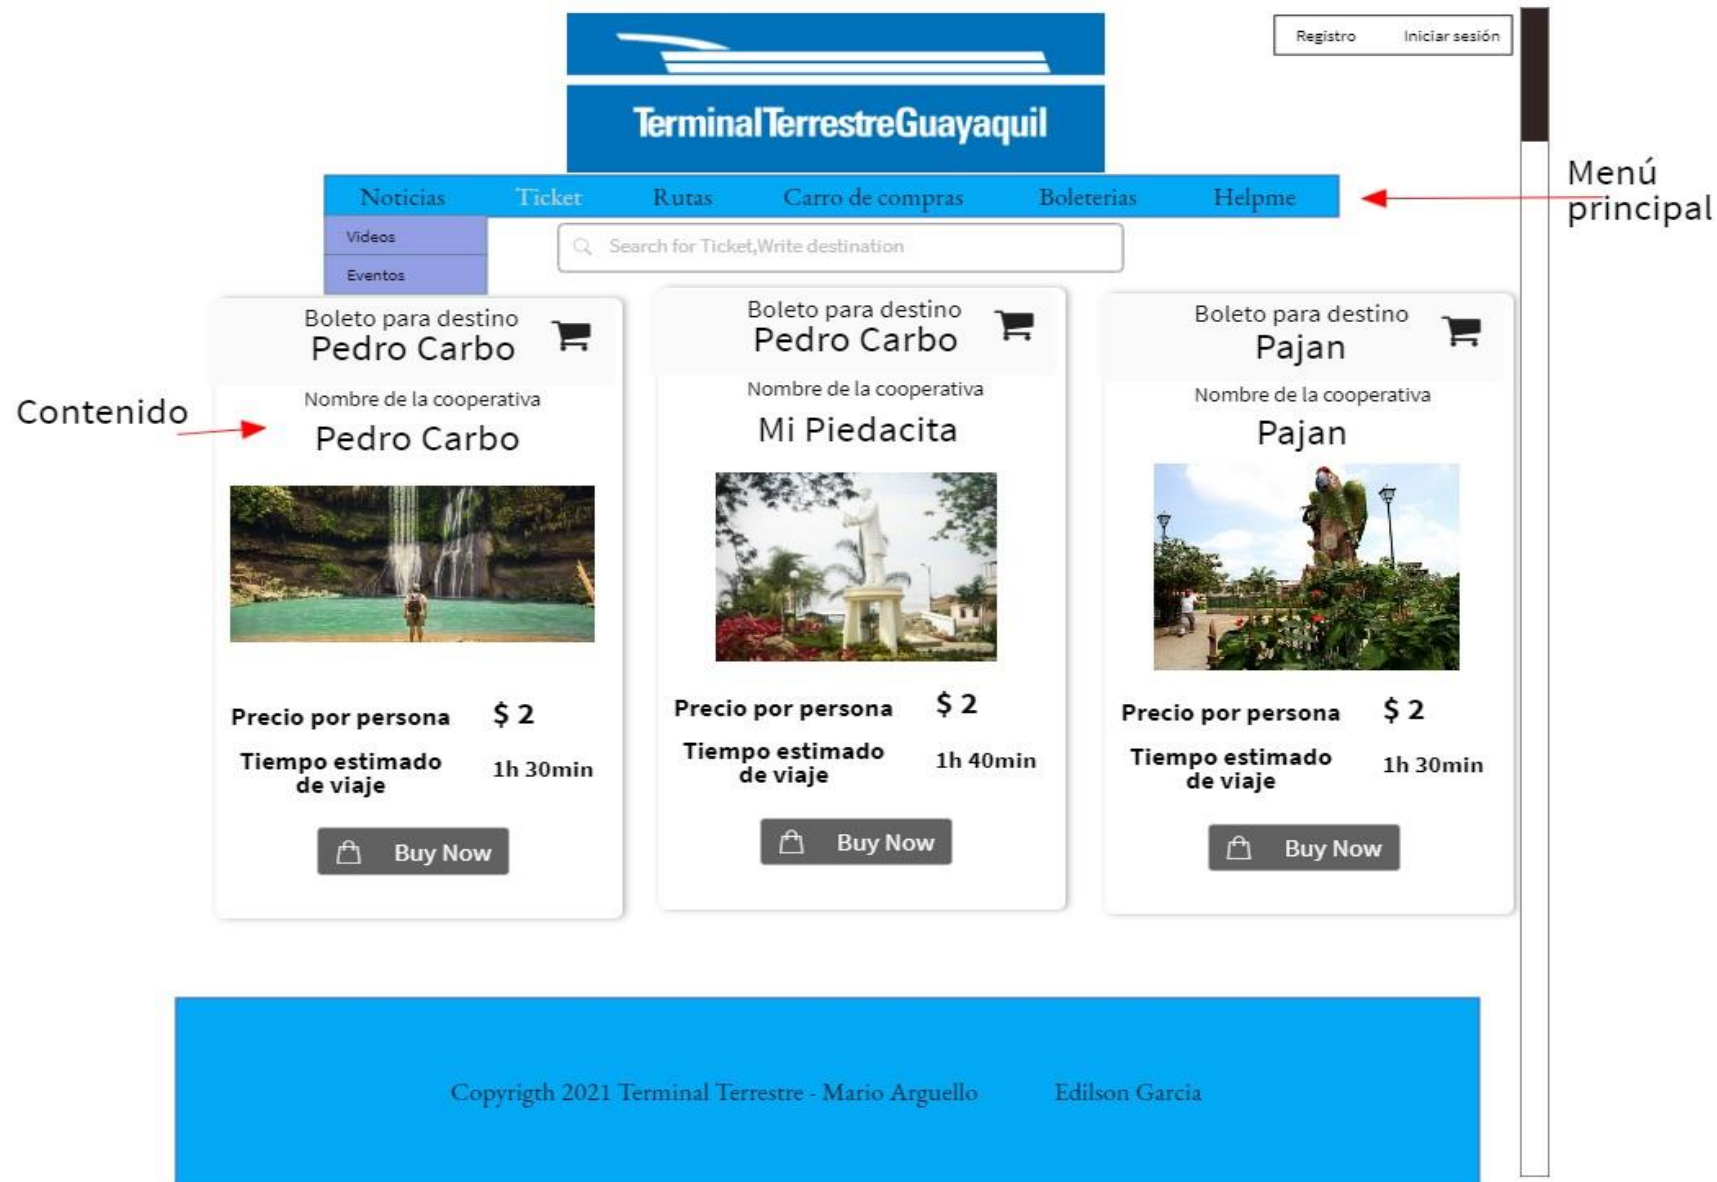 Registro Iniciar sesión
TerminalTerrestreGuayaquil
Menú
principal
Noticias Ticket Rutas Carro de compras Boleterias Helpme
Videos
Eventos
Search for Ticket,Write destination
Contenido
Boleto para destino
Pedro Carbo
Nombre de la cooperativa
Pedro Carbo
Precio por persona $ 2
Tiempo estimado
de viaje
1h 30min
Buy Now
Boleto para destino
Pedro Carbo
Nombre de la cooperativa
Mi Piedacita
Precio por persona $ 2
Tiempo estimado
de viaje
1h 40min
Buy Now
Boleto para destino
Pajan
Nombre de la cooperativa
Pajan
Precio por persona $ 2
Tiempo estimado
de viaje
1h 30min
Buy Now
Copyrigth 2021 Terminal Terrestre - Mario Arguello Edilson Garcia